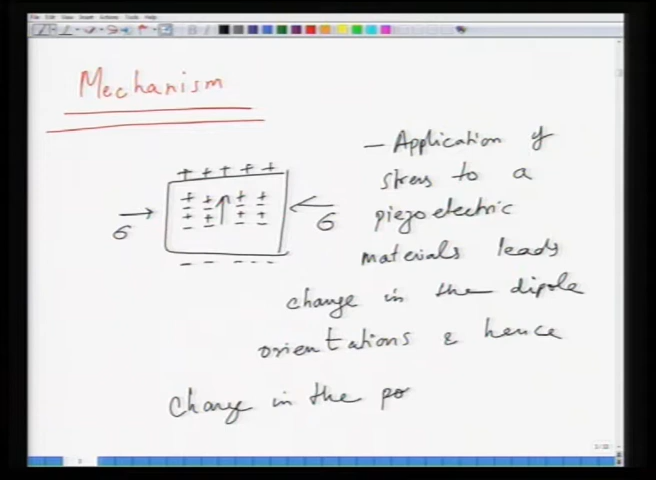 Mechanism
– Application of
stress to a
piezoelectric
materials leads
change in the dipole
orientations & hence
change in the po
+ + + + +
+ + + +
– – – –
+ + + +
– – – –
σ
σ
– – – – –